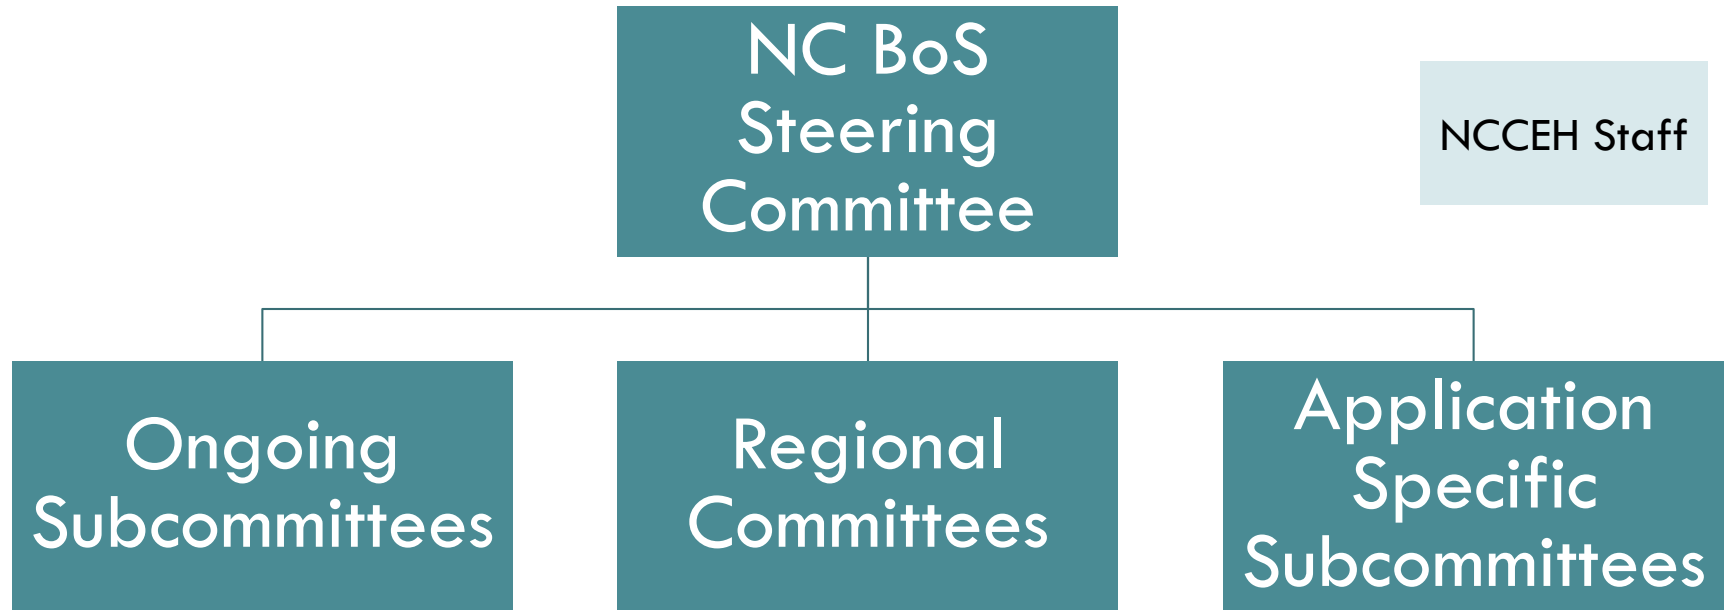 NC BoS
Steering
Committee
NCCEH Staff
Ongoing
Subcommittees
Regional
Committees
Application
Specific
Subcommittees